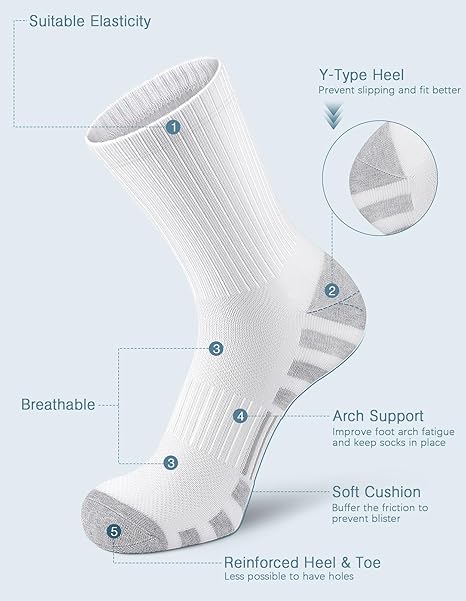 Suitable Elasticity
Y-Type Heel
Prevent slipping and fit better
1
2
3
Breathable
4
Arch Support
Improve foot arch fatigue
and keep socks in place
3
Soft Cushion
Buffer the friction to
prevent blister
5
Reinforced Heel & Toe
Less possible to have holes